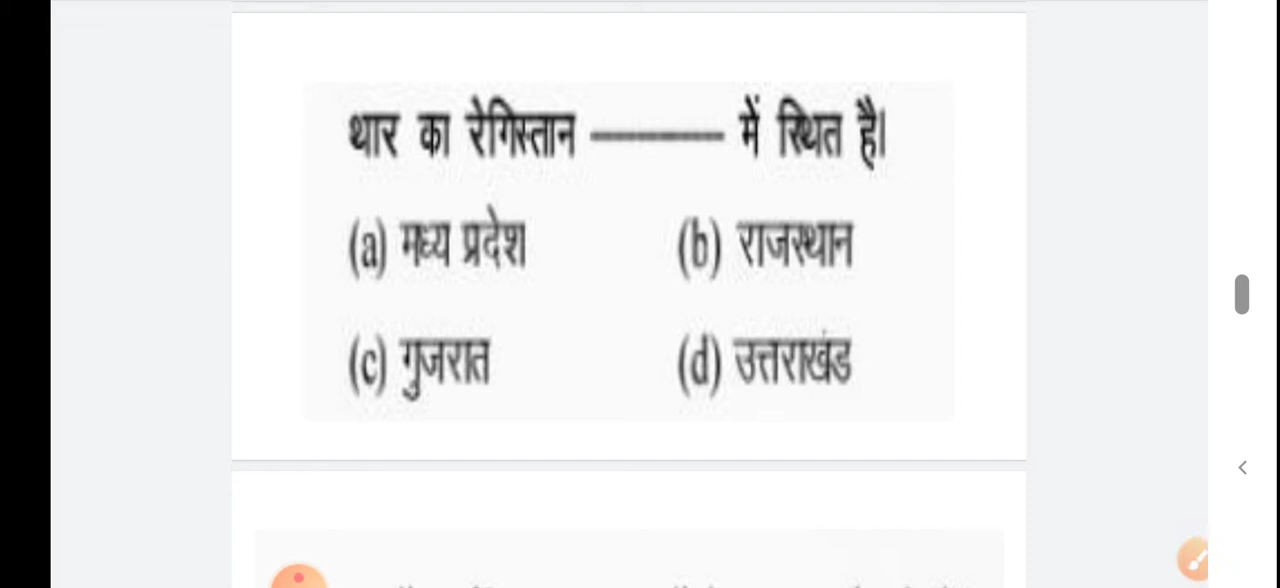 थार का रेगिस्तान ——— में स्थित है।
(a) मध्य प्रदेश (b) राजस्थान
(c) गुजरात (d) उत्तराखंड